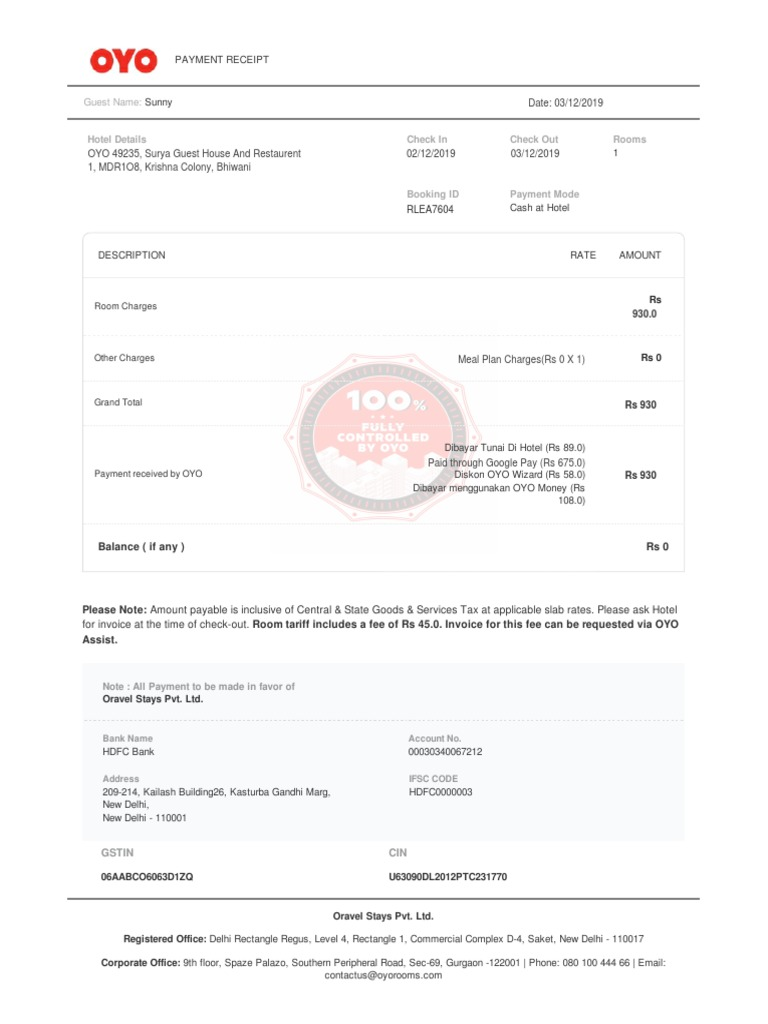 OYO PAYMENT RECEIPT
Guest Name: Sunny Date: 03/12/2019
Hotel Details Check In Check Out Rooms
OYO 49235, Surya Guest House And Restaurent 02/12/2019 03/12/2019 1
1, MDR1O8, Krishna Colony, Bhiwani
Booking ID Payment Mode
RLEA7604 Cash at Hotel
DESCRIPTION RATE AMOUNT
Room Charges Rs
930.0
Other Charges Meal Plan Charges(Rs 0 X 1) Rs 0
Grand Total Rs 930
100%
FULLY
CONTROLLED
BY OYO
Dibayar Tunai Di Hotel (Rs 89.0)
Paid through Google Pay (Rs 675.0)
Payment received by OYO Diskon OYO Wizard (Rs 58.0) Rs 930
Dibayar menggunakan OYO Money (Rs
108.0)
Balance ( if any ) Rs 0
Please Note: Amount payable is inclusive of Central & State Goods & Services Tax at applicable slab rates. Please ask Hotel
for invoice at the time of check-out. Room tariff includes a fee of Rs 45.0. Invoice for this fee can be requested via OYO
Assist.
Note : All Payment to be made in favor of
Oravel Stays Pvt. Ltd.
Bank Name Account No.
HDFC Bank 00030340067212
Address IFSC CODE
209-214, Kailash Building26, Kasturba Gandhi Marg, HDFC0000003
New Delhi,
New Delhi - 110001
GSTIN CIN
06AABCO6063D1ZQ U63090DL2012PTC231770
Oravel Stays Pvt. Ltd.
Registered Office: Delhi Rectangle Regus, Level 4, Rectangle 1, Commercial Complex D-4, Saket, New Delhi - 110017
Corporate Office: 9th floor, Spaze Palazo, Southern Peripheral Road, Sec-69, Gurgaon -122001 | Phone: 080 100 444 66 | Email:
contactus@oyorooms.com